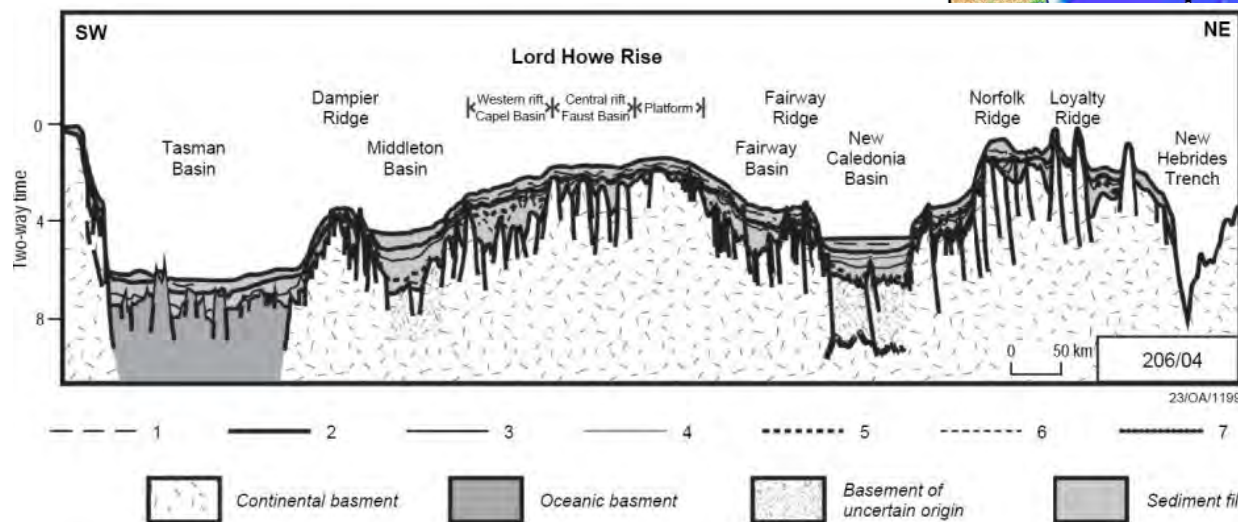 SW
NE
Lord Howe Rise
Dampier
Ridge
Western rift
Capel Basin
Central rift
Faust Basin
Platform
Fairway
Ridge
Norfolk
Ridge
Loyalty
Ridge
Tasman
Basin
Middleton
Basin
Fairway
Basin
New
Caledonia
Basin
New
Hebrides
Trench
Two-way time
0
4
8
0 50 km
206/04
23/OA/1199
1 2 3 4 5 6 7
Continental basment
Oceanic basment
Basement of
uncertain origin
Sediment